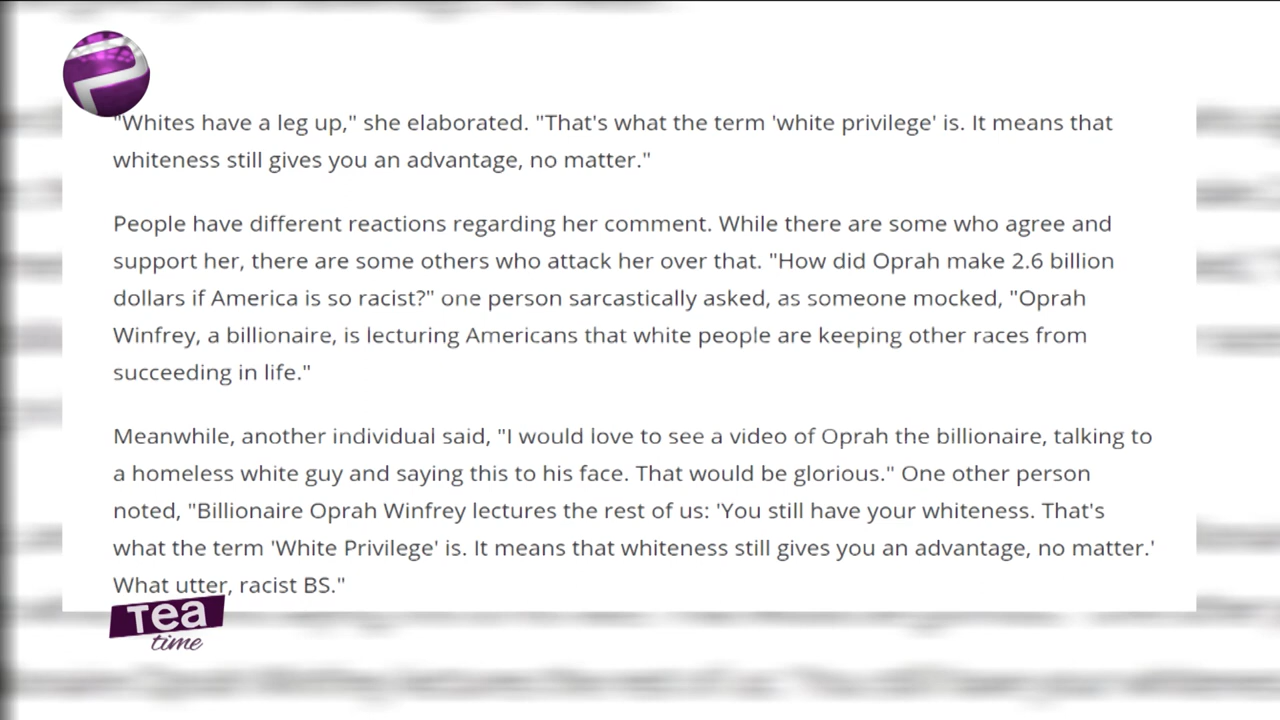 "Whites have a leg up," she elaborated. "That's what the term 'white privilege' is. It means that
whiteness still gives you an advantage, no matter."
People have different reactions regarding her comment. While there are some who agree and
support her, there are some others who attack her over that. "How did Oprah make 2.6 billion
dollars if America is so racist?" one person sarcastically asked, as someone mocked, "Oprah
Winfrey, a billionaire, is lecturing Americans that white people are keeping other races from
succeeding in life."
Meanwhile, another individual said, "I would love to see a video of Oprah the billionaire, talking to
a homeless white guy and saying this to his face. That would be glorious." One other person
noted, "Billionaire Oprah Winfrey lectures the rest of us: 'You still have your whiteness. That's
what the term 'White Privilege' is. It means that whiteness still gives you an advantage, no matter.'
What utter, racist BS."
Tea
time